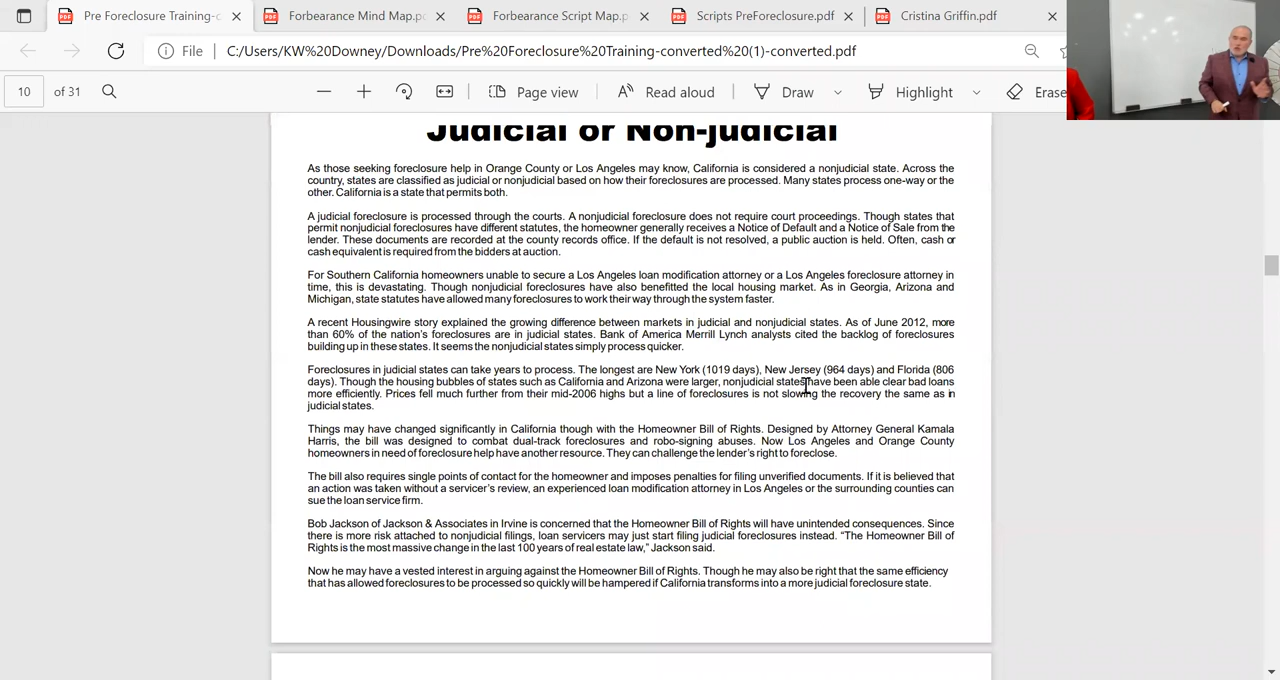 Pre Foreclosure Training-c
Forbearance Mind Map.pc
Forbearance Script Map.p
Scripts PreForeclosure.pdf
Cristina Griffin.pdf
File
C:/Users/KW%20Downey/Downloads/Pre%20Foreclosure%20Training-converted%20(1)-converted.pdf
10 of 31
Page view
Read aloud
Draw
Highlight
Erase
Judicial or Non-judicial
As those seeking foreclosure help in Orange County or Los Angeles may know, California is considered a nonjudicial state. Across the
country, states are classified as judicial or nonjudicial based on how their foreclosures are processed. Many states process one-way or the
other. California is a state that permits both.
A judicial foreclosure is processed through the courts. A nonjudicial foreclosure does not require court proceedings. Though states that
permit nonjudicial foreclosures have different statutes, the homeowner generally receives a Notice of Default and a Notice of Sale from the
lender. These documents are recorded at the county records office. If the default is not resolved, a public auction is held. Often, cash or
cash equivalent is required from the bidders at auction.
For Southern California homeowners unable to secure a Los Angeles loan modification attorney or a Los Angeles foreclosure attorney in
time, this is devastating. Though nonjudicial foreclosures have also benefitted the local housing market. As in Georgia, Arizona and
Michigan, state statutes have allowed many foreclosures to work their way through the system faster.
A recent Housingwire story explained the growing difference between markets in judicial and nonjudicial states. As of June 2012, more
than 60% of the nation's foreclosures are in judicial states. Bank of America Merrill Lynch analysts cited the backlog of foreclosures
building up in these states. It seems the nonjudicial states simply process quicker.
Foreclosures in judicial states can take years to process. The longest are New York (1019 days), New Jersey (964 days) and Florida (806
days). Though the housing bubbles of states such as California and Arizona were larger, nonjudicial states have been able clear bad loans
more efficiently. Prices fell much further from their mid-2006 highs but a line of foreclosures is not slowing the recovery the same as in
judicial states.
Things may have changed significantly in California though with the Homeowner Bill of Rights. Designed by Attorney General Kamala
Harris, the bill was designed to combat dual-track foreclosures and robo-signing abuses. Now Los Angeles and Orange County
homeowners in need of foreclosure help have another resource. They can challenge the lender's right to foreclose.
The bill also requires single points of contact for the homeowner and imposes penalties for filing unverified documents. If it is believed that
an action was taken without a servicer's review, an experienced loan modification attorney in Los Angeles or the surrounding counties can
sue the loan service firm.
Bob Jackson of Jackson & Associates in Irvine is concerned that the Homeowner Bill of Rights will have unintended consequences. Since
there is more risk attached to nonjudicial filings, loan servicers may just start filing judicial foreclosures instead. "The Homeowner Bill of
Rights is the most massive change in the last 100 years of real estate law," Jackson said.
Now he may have a vested interest in arguing against the Homeowner Bill of Rights. Though he may also be right that the same efficiency
that has allowed foreclosures to be processed so quickly will be hampered if California transforms into a more judicial foreclosure state.